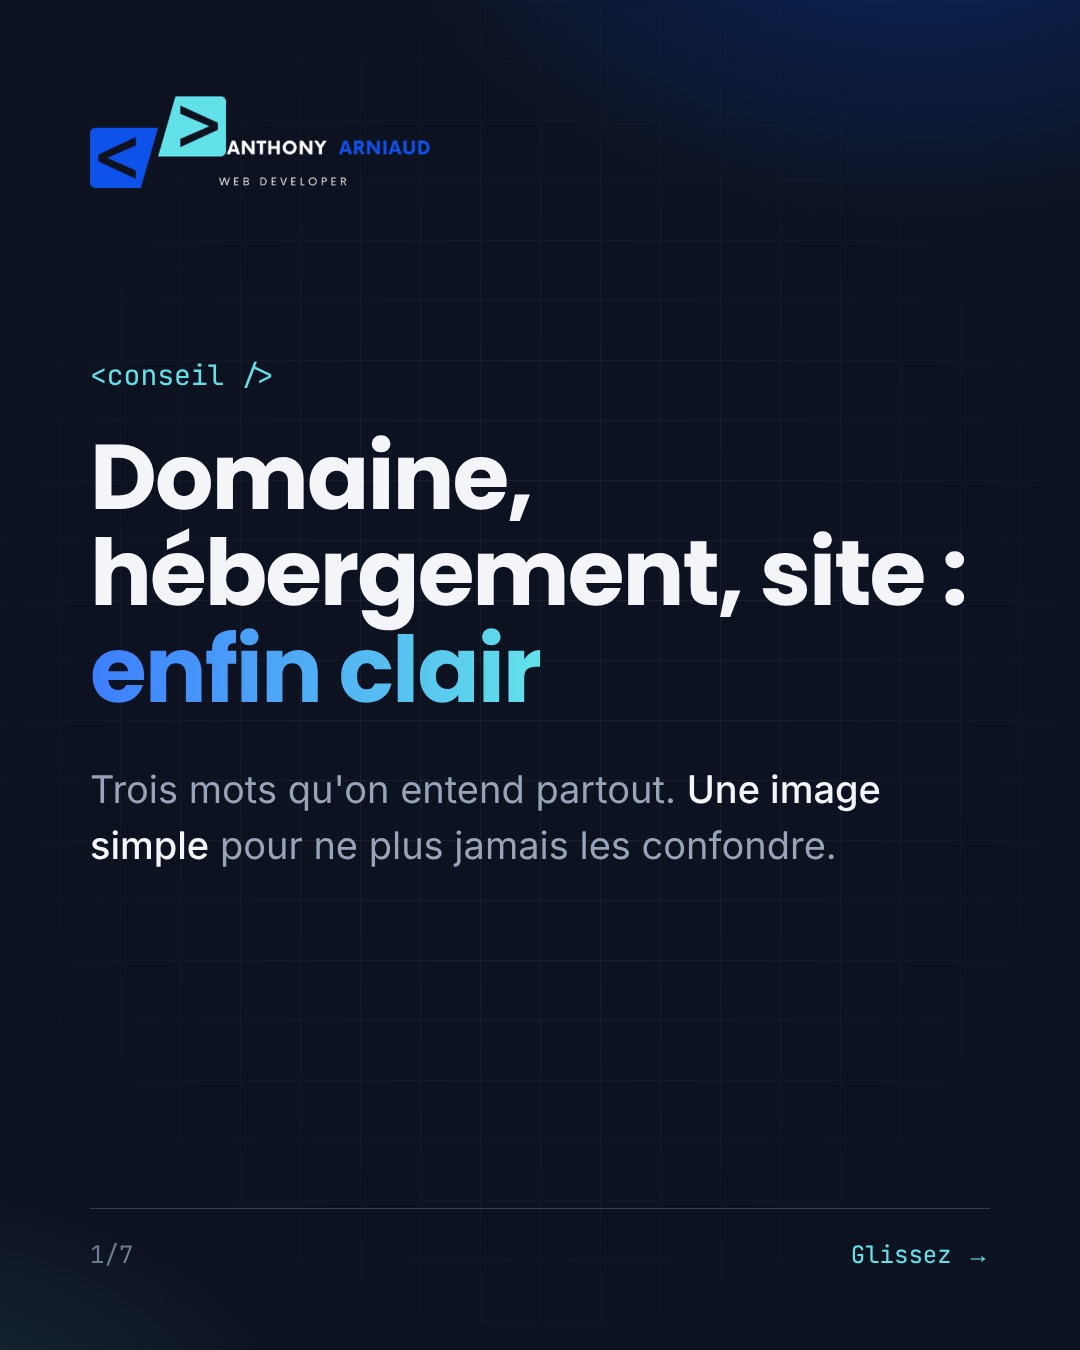 < >
ANTHONY ARNIAUD
WEB DEVELOPER
<conseil />
Domaine,
hébergement, site :
enfin clair
Trois mots qu'on entend partout. Une image
simple pour ne plus jamais les confondre.
1/7
Glissez →